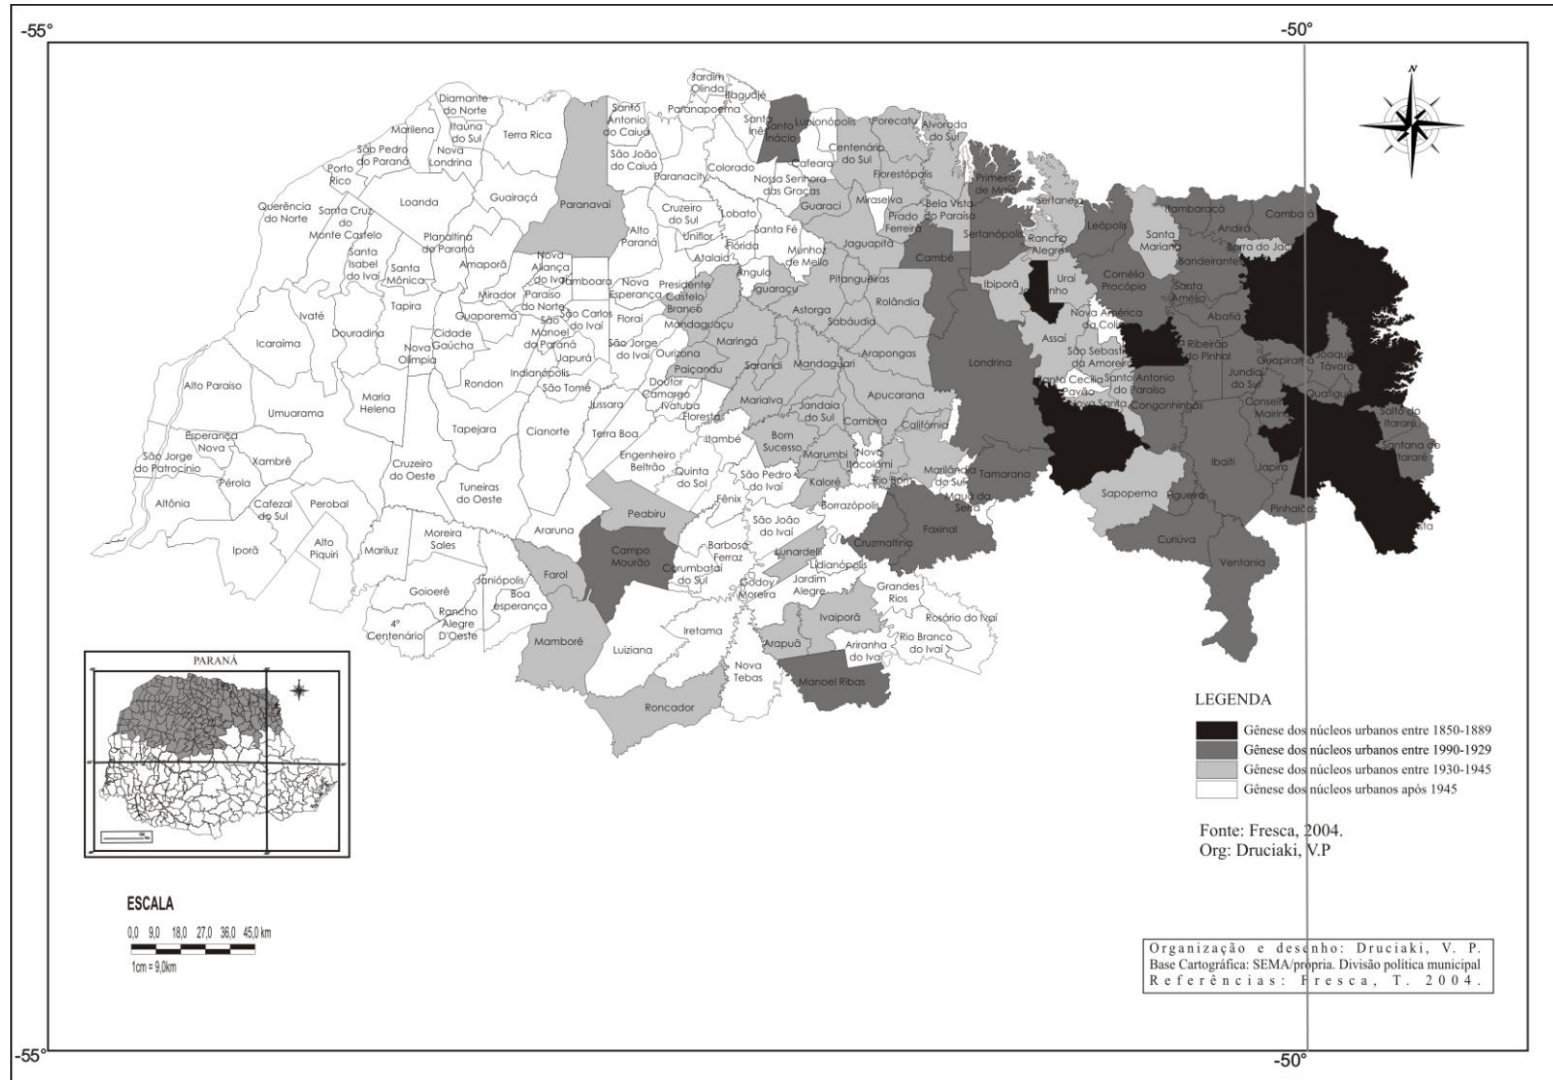 -55°
-50°
Jardim
Olinda
Itaguajé
Diamante
do Norte
Paranapoema
Santo
Antonio
do Caiuá
Santa
Inês
Santo
Inácio
Lupionópolis
Porecatu
Alvorada
do Sul
Marilena
Itaúna
do Sul
Terra Rica
Centenário
do Sul
São Pedro
do Paraná
Nova
Londrina
São João
do Caiuá
Colorado
Cafeara
Porto
Rico
Paranacity
Nossa Senhora
das Graças
Florestópolis
Primeiro
de Maio
Querência
do Norte
Santa Cruz
do
Monte Castelo
Loanda
Guairaçá
Paranavaí
Cruzeiro
do Sul
Lobato
Guaraci
Miraselva
Prado
Ferreira
Bela Vista
do Paraíso
Sertaneja
Leópolis
Itambaracá
Cambará
Andirá
Santa
Mariana
Planaltina
do Paraná
Alto
Paraná
Uniflor
Santa Fé
Flórida
Munhoz
de Mello
Jaguapitã
Sertanópolis
Rancho
Alegre
Barra do Jac
Santa
Isabel
do Ivaí
Santa
Mônica
Amaporã
Nova
Aliança
do Ivaí
Tamboara
Atalaia
Ângulo
Cambé
Bandeirantes
Cornélio
Procópio
Tapira
Mirador
Paraíso
do Norte
Nova
Esperança
Presidente
Castelo
Branco
Iguaraçu
Pitangueiras
Rolândia
Ibiporã
Uraí
Santa
Amélia
Ivaté
Douradina
Guaporema
São Carlos
do Ivaí
Floraí
Mandaguaçu
Astorga
Sabáudia
Nova América
da Colin
Abatiá
Icaraíma
Nova
Olimpia
Cidade
Gaúcha
São
Manoel
do Paraná
Japurá
São Jorge
do Ivaí
Ourizona
Maringá
Arapongas
Londrina
Assaí
São Sebast
da Amoreir
Ribeirão
do Pinhal
Guapirama
Joaquim
Távora
Rondon
Indianópolis
Paiçandu
Sarandi
Mandaguari
Alto Paraíso
São Tomé
Doutor
Camargo
Ivatuba
Santa Cecília
Pavão
Santo Antonio
do Paraíso
Jundiaí
do Sul
Quatiguá
Umuarama
Maria
Helena
Jussara
Floresta
Marialva
Jandaia
do Sul
Apucarana
Nova Santa
Congonhinhas
Conselh
Mairin
Salto do
Itararé
Tapejara
Cianorte
Terra Boa
Cambira
Califórnia
Santana do
Itararé
Esperança
Nova
São Jorge
do Patrocínio
Xambrê
Itambé
Bom
Sucesso
Marumbi
Novo
Itacolomi
Marilândia
do Sul
Tamarana
Ibaiti
Japira
Cruzeiro
do Oeste
Engenheiro
Beltrão
Quinta
do Sol
São Pedro
do Ivaí
Kaloré
Rio Bom
Mauá da
Serra
Sapopema
Figueira
Pinhalão
Pérola
Altônia
Cafezal
do Sul
Perobal
Tuneiras
do Oeste
Fênix
Borrazópolis
Peabiru
São João
do Ivaí
Faxinal
Cruzmaltina
Curiúva
Ventania
Araruna
Iporã
Alto
Piquiri
Mariluz
Moreira
Sales
Campo
Mourão
Barbosa
Ferraz
Corumbataí
do Sul
Lunardelli
Lidianópolis
Farol
Janiópolis
Boa
esperança
Godoy
Moreira
Jardim
Alegre
Grandes
Rios
Goioerê
Rancho
Alegre
D'Oeste
4º
Centenário
Mamborê
Luiziana
Iretama
Ivaiporã
Rosário do Ivaí
Arapuã
Ariranha
do Ivaí
Rio Branco
do Ivaí
Nova
Tebas
Manoel Ribas
Roncador
PARANÁ
LEGENDA
Gênese dos núcleos urbanos entre 1850-1889
Gênese dos núcleos urbanos entre 1990-1929
Gênese dos núcleos urbanos entre 1930-1945
Gênese dos núcleos urbanos após 1945
Fonte: Fresca, 2004.
Org: Druciaki, V.P
ESCALA
0,0 9,0 18,0 27,0 36,0 45,0 km
1cm = 9,0km
Organização e desenho: Druciaki, V. P.
Base Cartográfica: SEMA/própria. Divisão política municipal
Referências: Fresca, T. 2004.
-55°
-50°